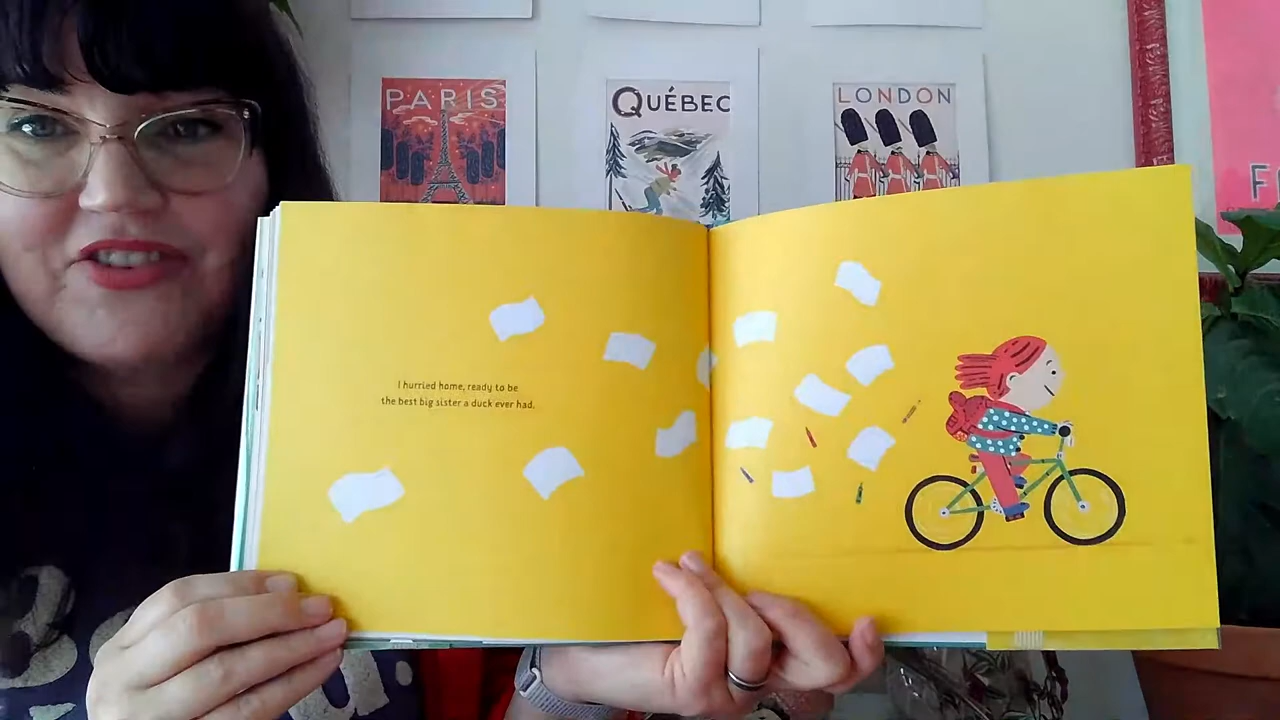 PARIS
QUÉBEC
LONDON
F
I hurried home, ready to be
the best big sister a duck ever had.